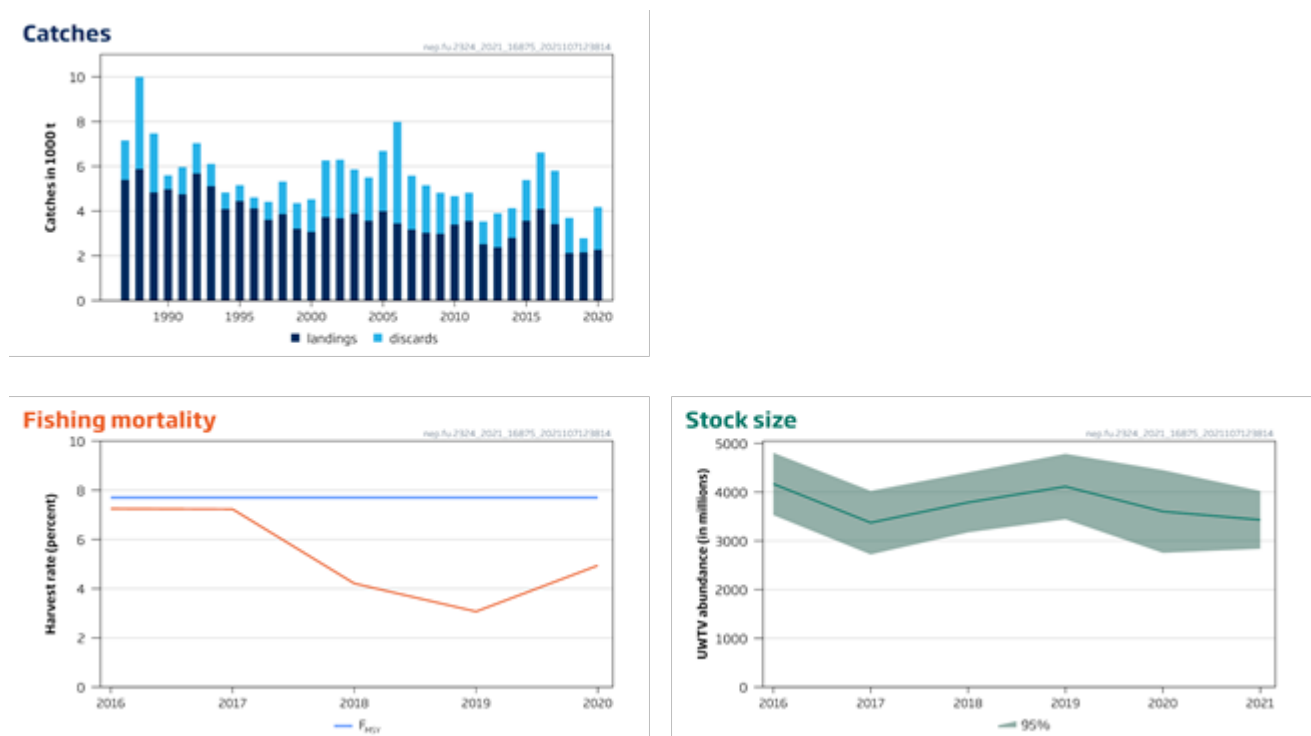 Catches
nep.fu.2324_2021_16875_2021107123814
Catches in 1000 t
10
8
6
4
2
0
1990 1995 2000 2005 2010 2015 2020
landings discards
Fishing mortality
nep.fu.2324_2021_16875_2021107123814
Harvest rate (percent)
10
8
6
4
2
0
2016 2017 2018 2019 2020
FMSY
Stock size
nep.fu.2324_2021_16875_2021107123814
UWTV abundance (in millions)
5000
4000
3000
2000
1000
0
2016 2017 2018 2019 2020 2021
95%